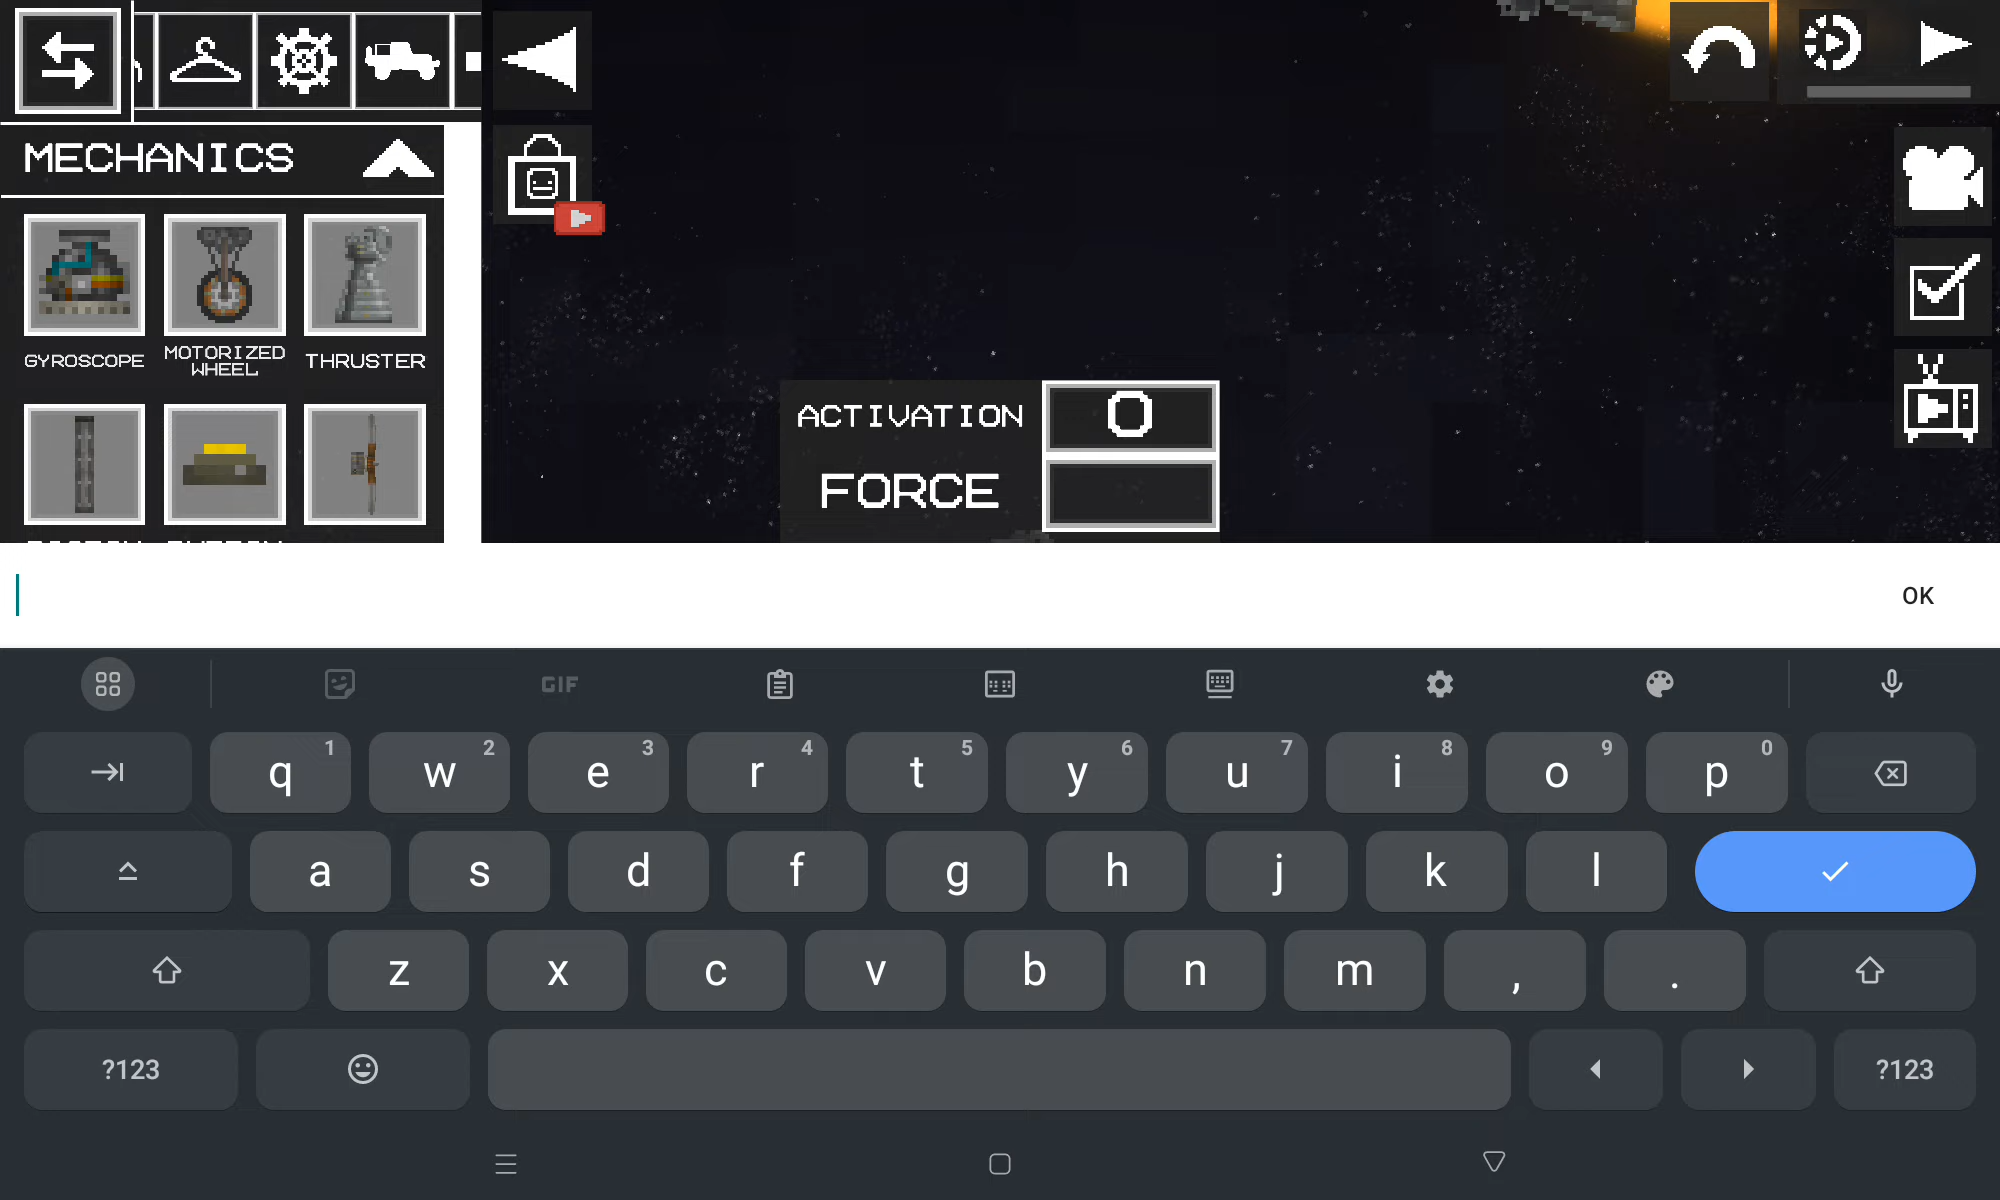 MECHANICS
GYROSCOPE
MOTORIZED WHEEL
THRUSTER
ACTIVATION 0
FORCE
OK
GIF
q 1 w 2 e 3 r 4 t 5 y 6 u 7 i 8 o 9 p 0
a s d f g h j k l
z x c v b n m , .
?123 ?123